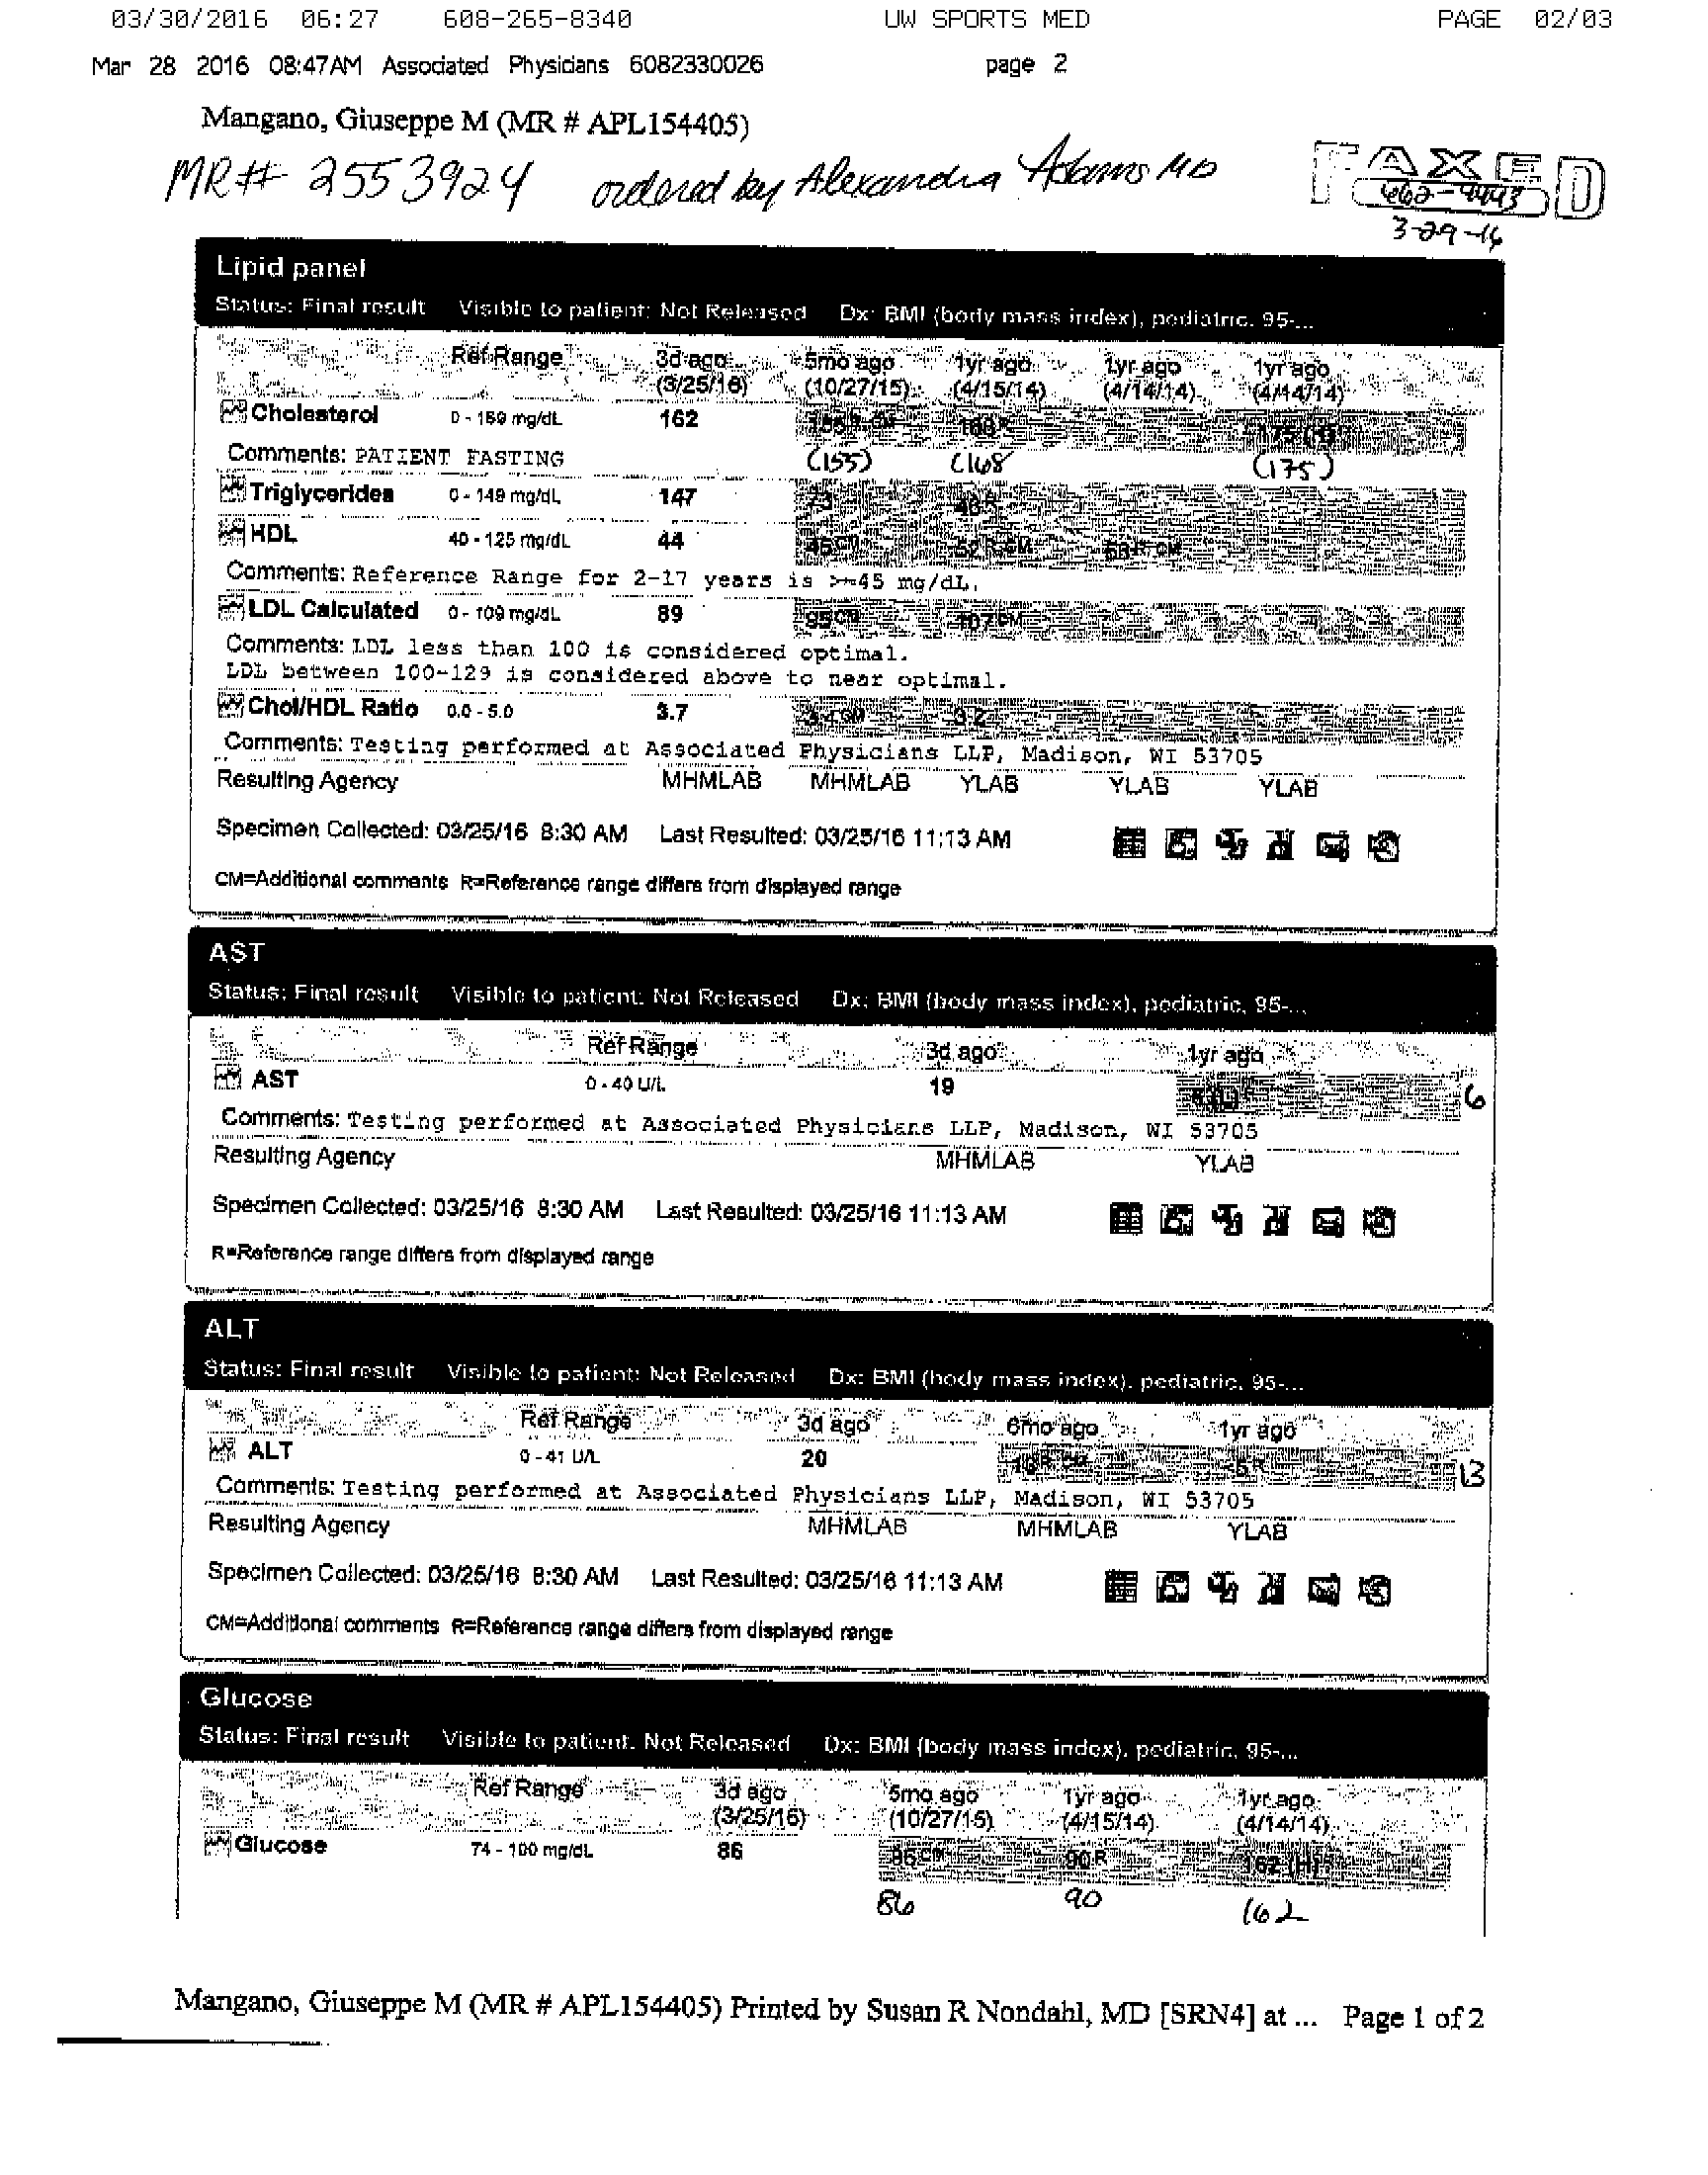 03/30/2016 06:27 608-265-8340 UW SPORTS MED PAGE 02/03
Mar 28 2016 08:47AM Associated Physicians 6082330026 page 2
Mangano, Giuseppe M (MR # APL154405)
MR# 2553924 ordered by Alexandra Adams MD
FAXED
3-29-16
Lipid panel
Status: Final result Visible to patient: Not Released Dx: BMI (body mass index), pediatric, 95-...
Ref Range 3d ago 5mo ago 1yr ago 1yr ago 1yr ago
(3/25/16) (10/27/15) (4/15/14) (4/14/14) (4/14/14)
Cholesterol 0 - 169 mg/dL 162 155 R CM 168 R 175 (H)
Comments: PATIENT FASTING (155) (168 (175)
Triglycerides 0 - 149 mg/dL 147 73
HDL 40 - 125 mg/dL 44 52 R CM
Comments: Reference Range for 2-17 years is >=45 mg/dL.
LDL Calculated 0 - 109 mg/dL 89 95 CM 107 CM
Comments: LDL less than 100 is considered optimal.
LDL between 100-129 is considered above to near optimal.
Chol/HDL Ratio 0.0 - 5.0 3.7 3.4 CM 3.2
Comments: Testing performed at Associated Physicians LLP, Madison, WI 53705
Resulting Agency MHMLAB MHMLAB YLAB YLAB YLAB
Specimen Collected: 03/25/16 8:30 AM Last Resulted: 03/25/16 11:13 AM
CM=Additional comments R=Reference range differs from displayed range
AST
Status: Final result Visible to patient: Not Released Dx: BMI (body mass index), pediatric, 95-...
Ref Range 3d ago 1yr ago
AST 0 - 40 U/L 19 6
Comments: Testing performed at Associated Physicians LLP, Madison, WI 53705
Resulting Agency MHMLAB YLAB
Specimen Collected: 03/25/16 8:30 AM Last Resulted: 03/25/16 11:13 AM
R=Reference range differs from displayed range
ALT
Status: Final result Visible to patient: Not Released Dx: BMI (body mass index), pediatric, 95-...
Ref Range 3d ago 6mo ago 1yr ago
ALT 0 - 41 U/L 20 13
Comments: Testing performed at Associated Physicians LLP, Madison, WI 53705
Resulting Agency MHMLAB MHMLAB YLAB
Specimen Collected: 03/25/16 8:30 AM Last Resulted: 03/25/16 11:13 AM
CM=Additional comments R=Reference range differs from displayed range
Glucose
Status: Final result Visible to patient: Not Released Dx: BMI (body mass index), pediatric, 95-...
Ref Range 3d ago 5mo ago 1yr ago 1yr ago
(3/25/16) (10/27/15) (4/15/14) (4/14/14)
Glucose 74 - 100 mg/dL 86 86 CM 90 R 162 (H)
86 90 162
Mangano, Giuseppe M (MR # APL154405) Printed by Susan R Nondahl, MD [SRN4] at ... Page 1 of 2